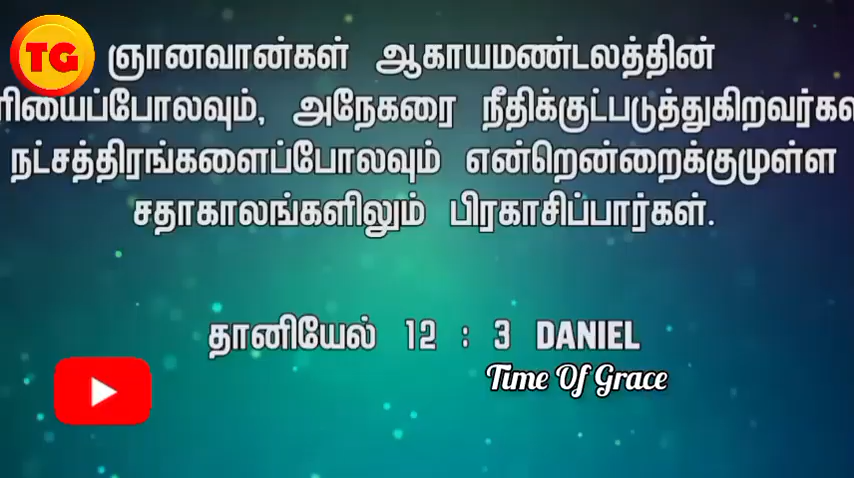 TG
ஞானவான்கள் ஆகாயமண்டலத்தின்
ரியைப்போலவும், அநேகரை நீதிக்குட்படுத்துகிறவர்கள
நட்சத்திரங்களைப்போலவும் என்றென்றைக்குமுள்ள
சதாகாலங்களிலும் பிரகாசிப்பார்கள்.
தானியேல் 12 : 3 DANIEL
Time Of Grace